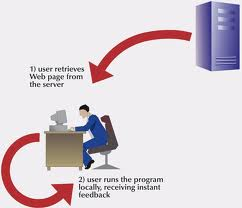 1) user retrieves
Web page from
the server
2) user runs the program
locally, receiving instant
feedback